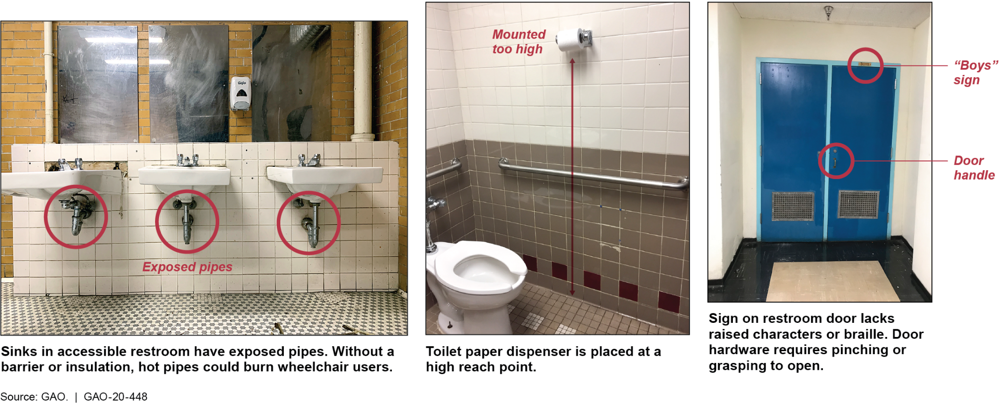 GOJO
Exposed pipes
Sinks in accessible restroom have exposed pipes. Without a
barrier or insulation, hot pipes could burn wheelchair users.
Mounted
too high
Toilet paper dispenser is placed at a
high reach point.
BOYS
“Boys”
sign
Door
handle
Sign on restroom door lacks
raised characters or braille. Door
hardware requires pinching or
grasping to open.
Source: GAO.  |  GAO-20-448